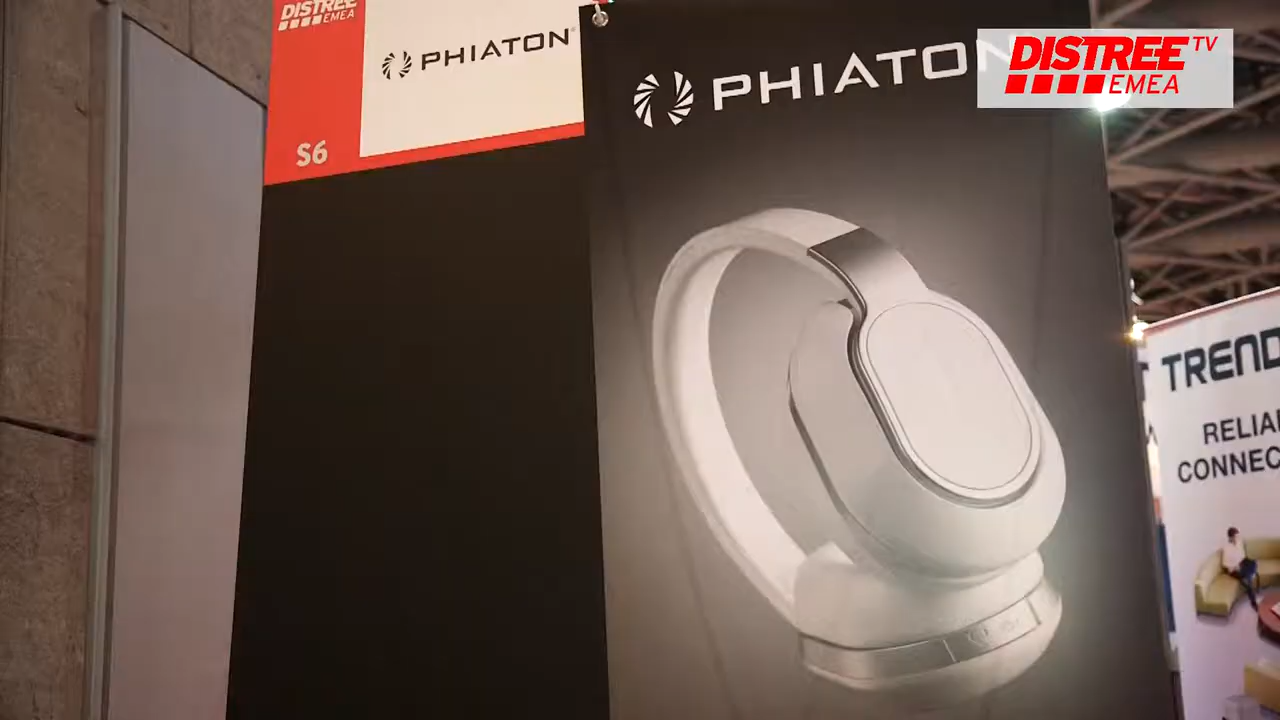 DISTREE
EMEA
PHIATON
S6
PHIATON
DISTREE TV
EMEA
TREND
RELIA
CONNEC